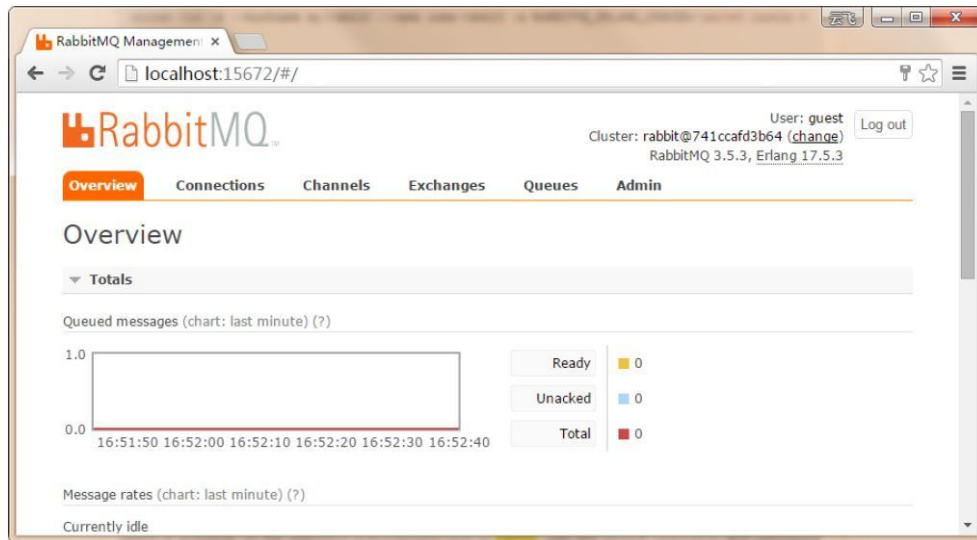 云飞
RabbitMQ Management
localhost:15672/#/
RabbitMQ
User: guest
Log out
Cluster: rabbit@741ccafd3b64 (change)
RabbitMQ 3.5.3, Erlang 17.5.3
Overview Connections Channels Exchanges Queues Admin
Overview
Totals
Queued messages (chart: last minute) (?)
1.0
Ready 0
Unacked 0
0.0
Total 0
16:51:50 16:52:00 16:52:10 16:52:20 16:52:30 16:52:40
Message rates (chart: last minute) (?)
Currently idle